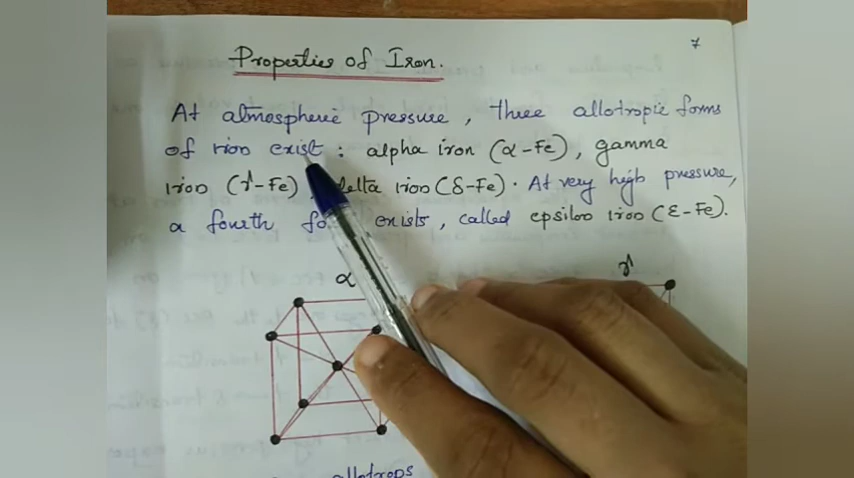 7
Properties of Iron.
At atmospheric pressure, three allotropic forms
of iron exist : alpha iron (α-Fe), gamma
iron (γ-Fe), delta iron (δ-Fe). At very high pressure,
a fourth exists, called epsilon iron (ε-Fe).
α γ
allotrops